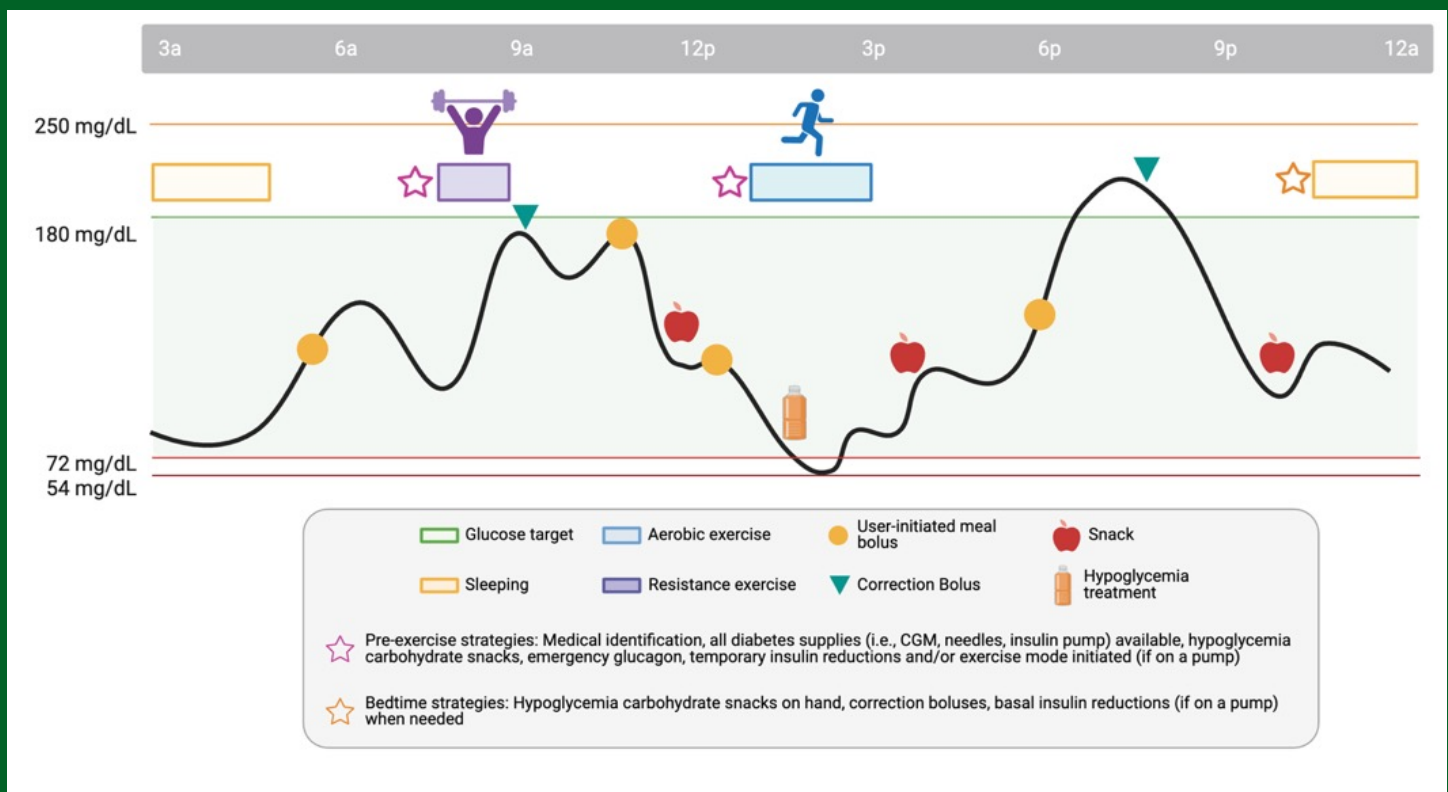 3a 6a 9a 12p 3p 6p 9p 12a
250 mg/dL
180 mg/dL
72 mg/dL
54 mg/dL
Glucose target
Aerobic exercise
User-initiated meal
bolus
Snack
Sleeping
Resistance exercise
Correction Bolus
Hypoglycemia
treatment
Pre-exercise strategies: Medical identification, all diabetes supplies (i.e., CGM, needles, insulin pump) available, hypoglycemia
carbohydrate snacks, emergency glucagon, temporary insulin reductions and/or exercise mode initiated (if on a pump)
Bedtime strategies: Hypoglycemia carbohydrate snacks on hand, correction boluses, basal insulin reductions (if on a pump)
when needed